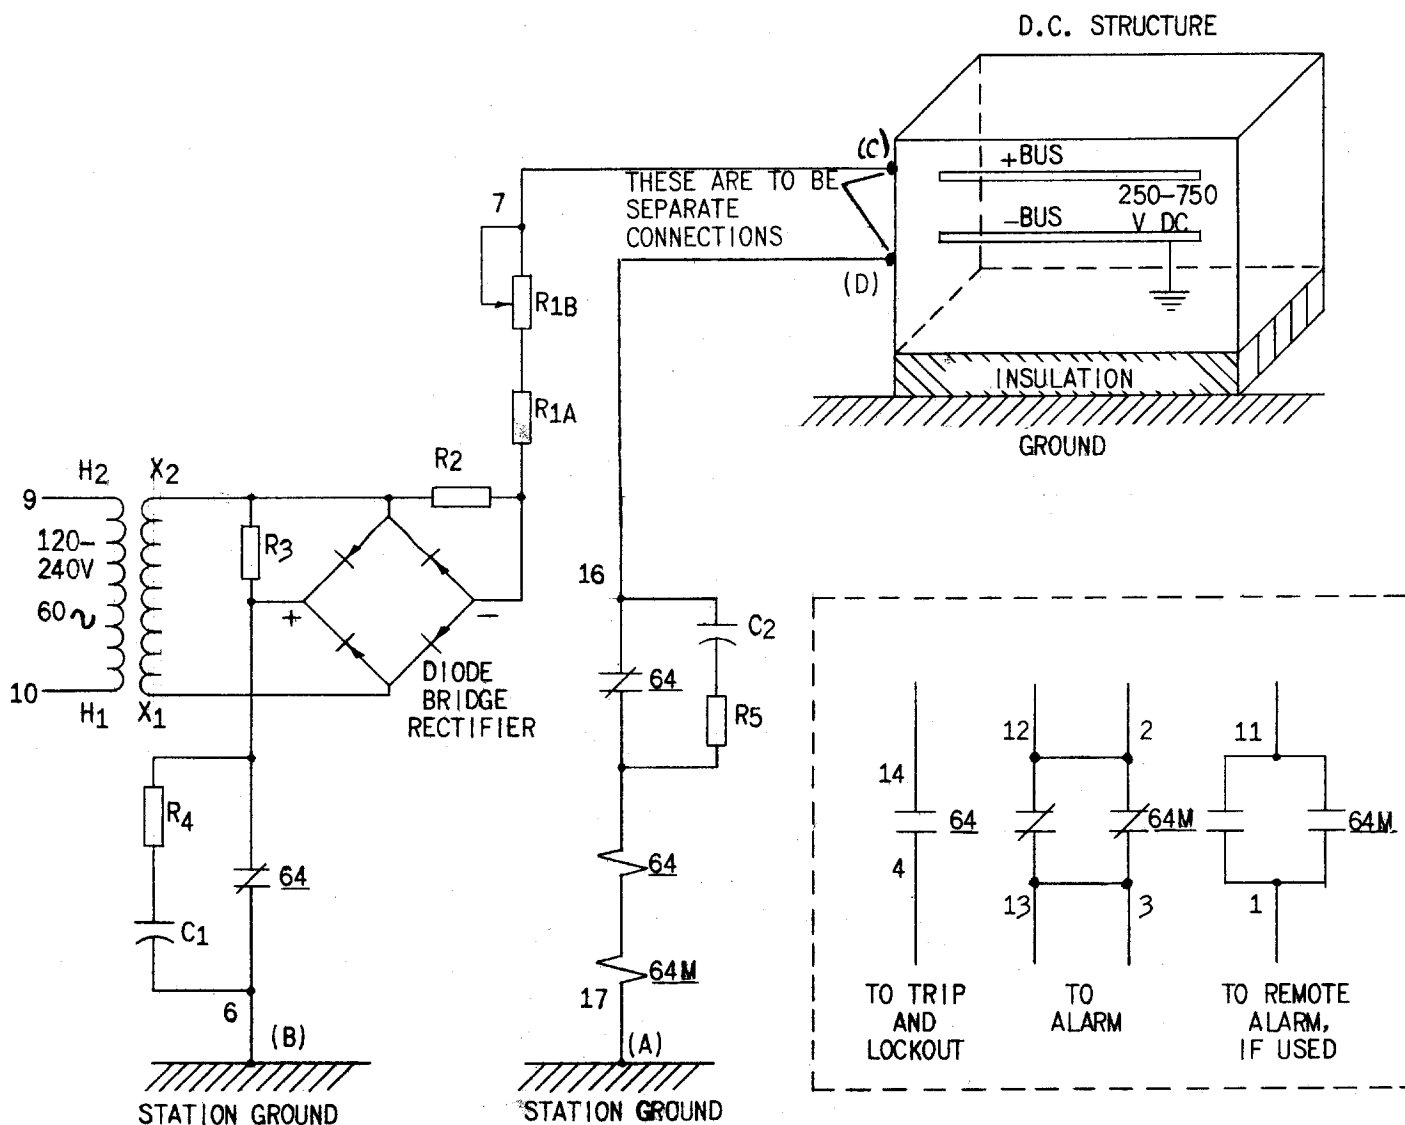 D.C. STRUCTURE
(C)
+BUS
THESE ARE TO BE
SEPARATE
CONNECTIONS
7
250-750
-BUS
V DC
(D)
R1B
INSULATION
R1A
GROUND
R2
H2
X2
9
120-
240V
60~
R3
16
+
-
C2
DIODE
BRIDGE
RECTIFIER
64
10
H1
X1
R5
12
2
11
14
R4
64
64M
64M
64
64
4
C1
13
3
1
64M
17
6
(B)
(A)
TO TRIP
AND
LOCKOUT
TO
ALARM
TO REMOTE
ALARM,
IF USED
STATION GROUND
STATION GROUND